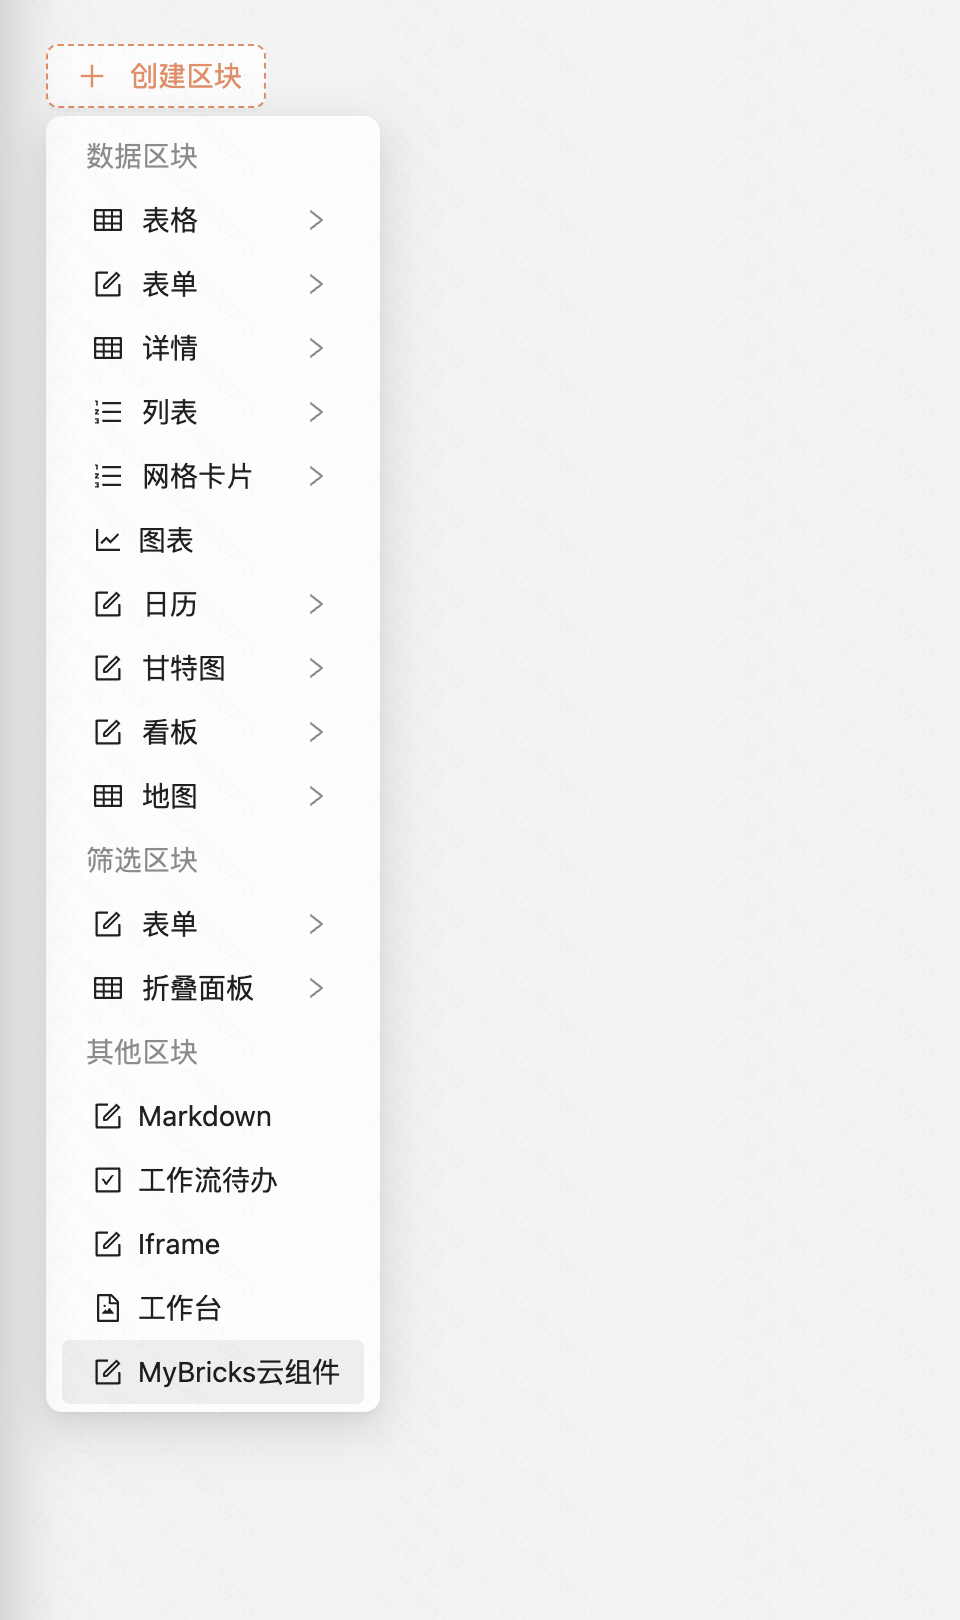 创建区块
数据区块
表格
表单
详情
列表
网格卡片
图表
日历
甘特图
看板
地图
筛选区块
表单
折叠面板
其他区块
Markdown
工作流待办
Iframe
工作台
MyBricks云组件